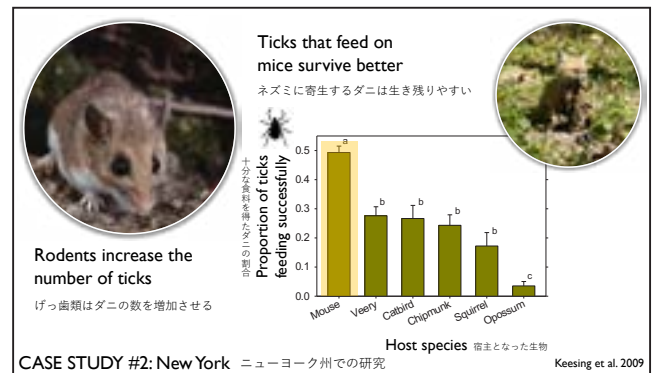 Ticks that feed on
mice survive better
ネズミに寄生するダニは生き残りやすい
Rodents increase the
number of ticks
げっ歯類はダニの数を増加させる
十分な食料を得たダニの割合
Proportion of ticks
feeding successfully
0.5
0.4
0.3
0.2
0.1
0.0
a
b
b
b
b
c
Mouse
Veery
Catbird
Chipmunk
Squirrel
Opossum
Host species 宿主となった生物
CASE STUDY #2: New York ニューヨーク州での研究
Keesing et al. 2009